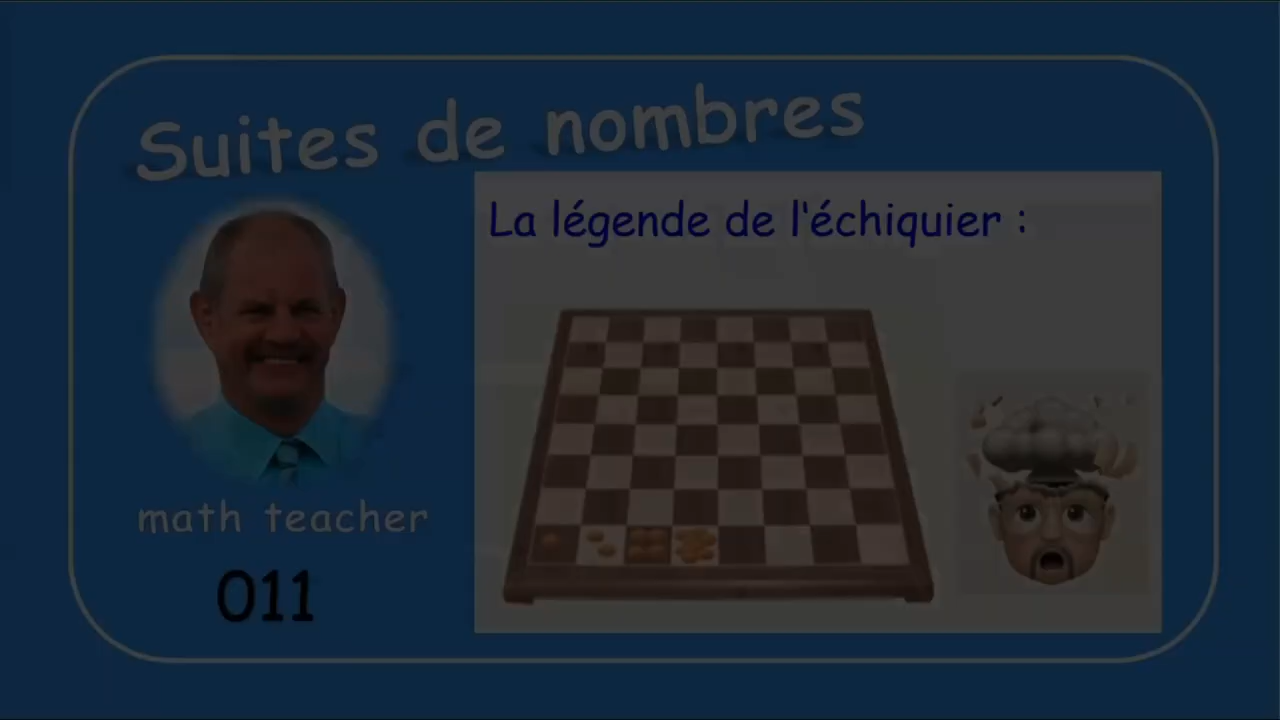 Suites de nombres
La légende de l'échiquier :
math teacher
011